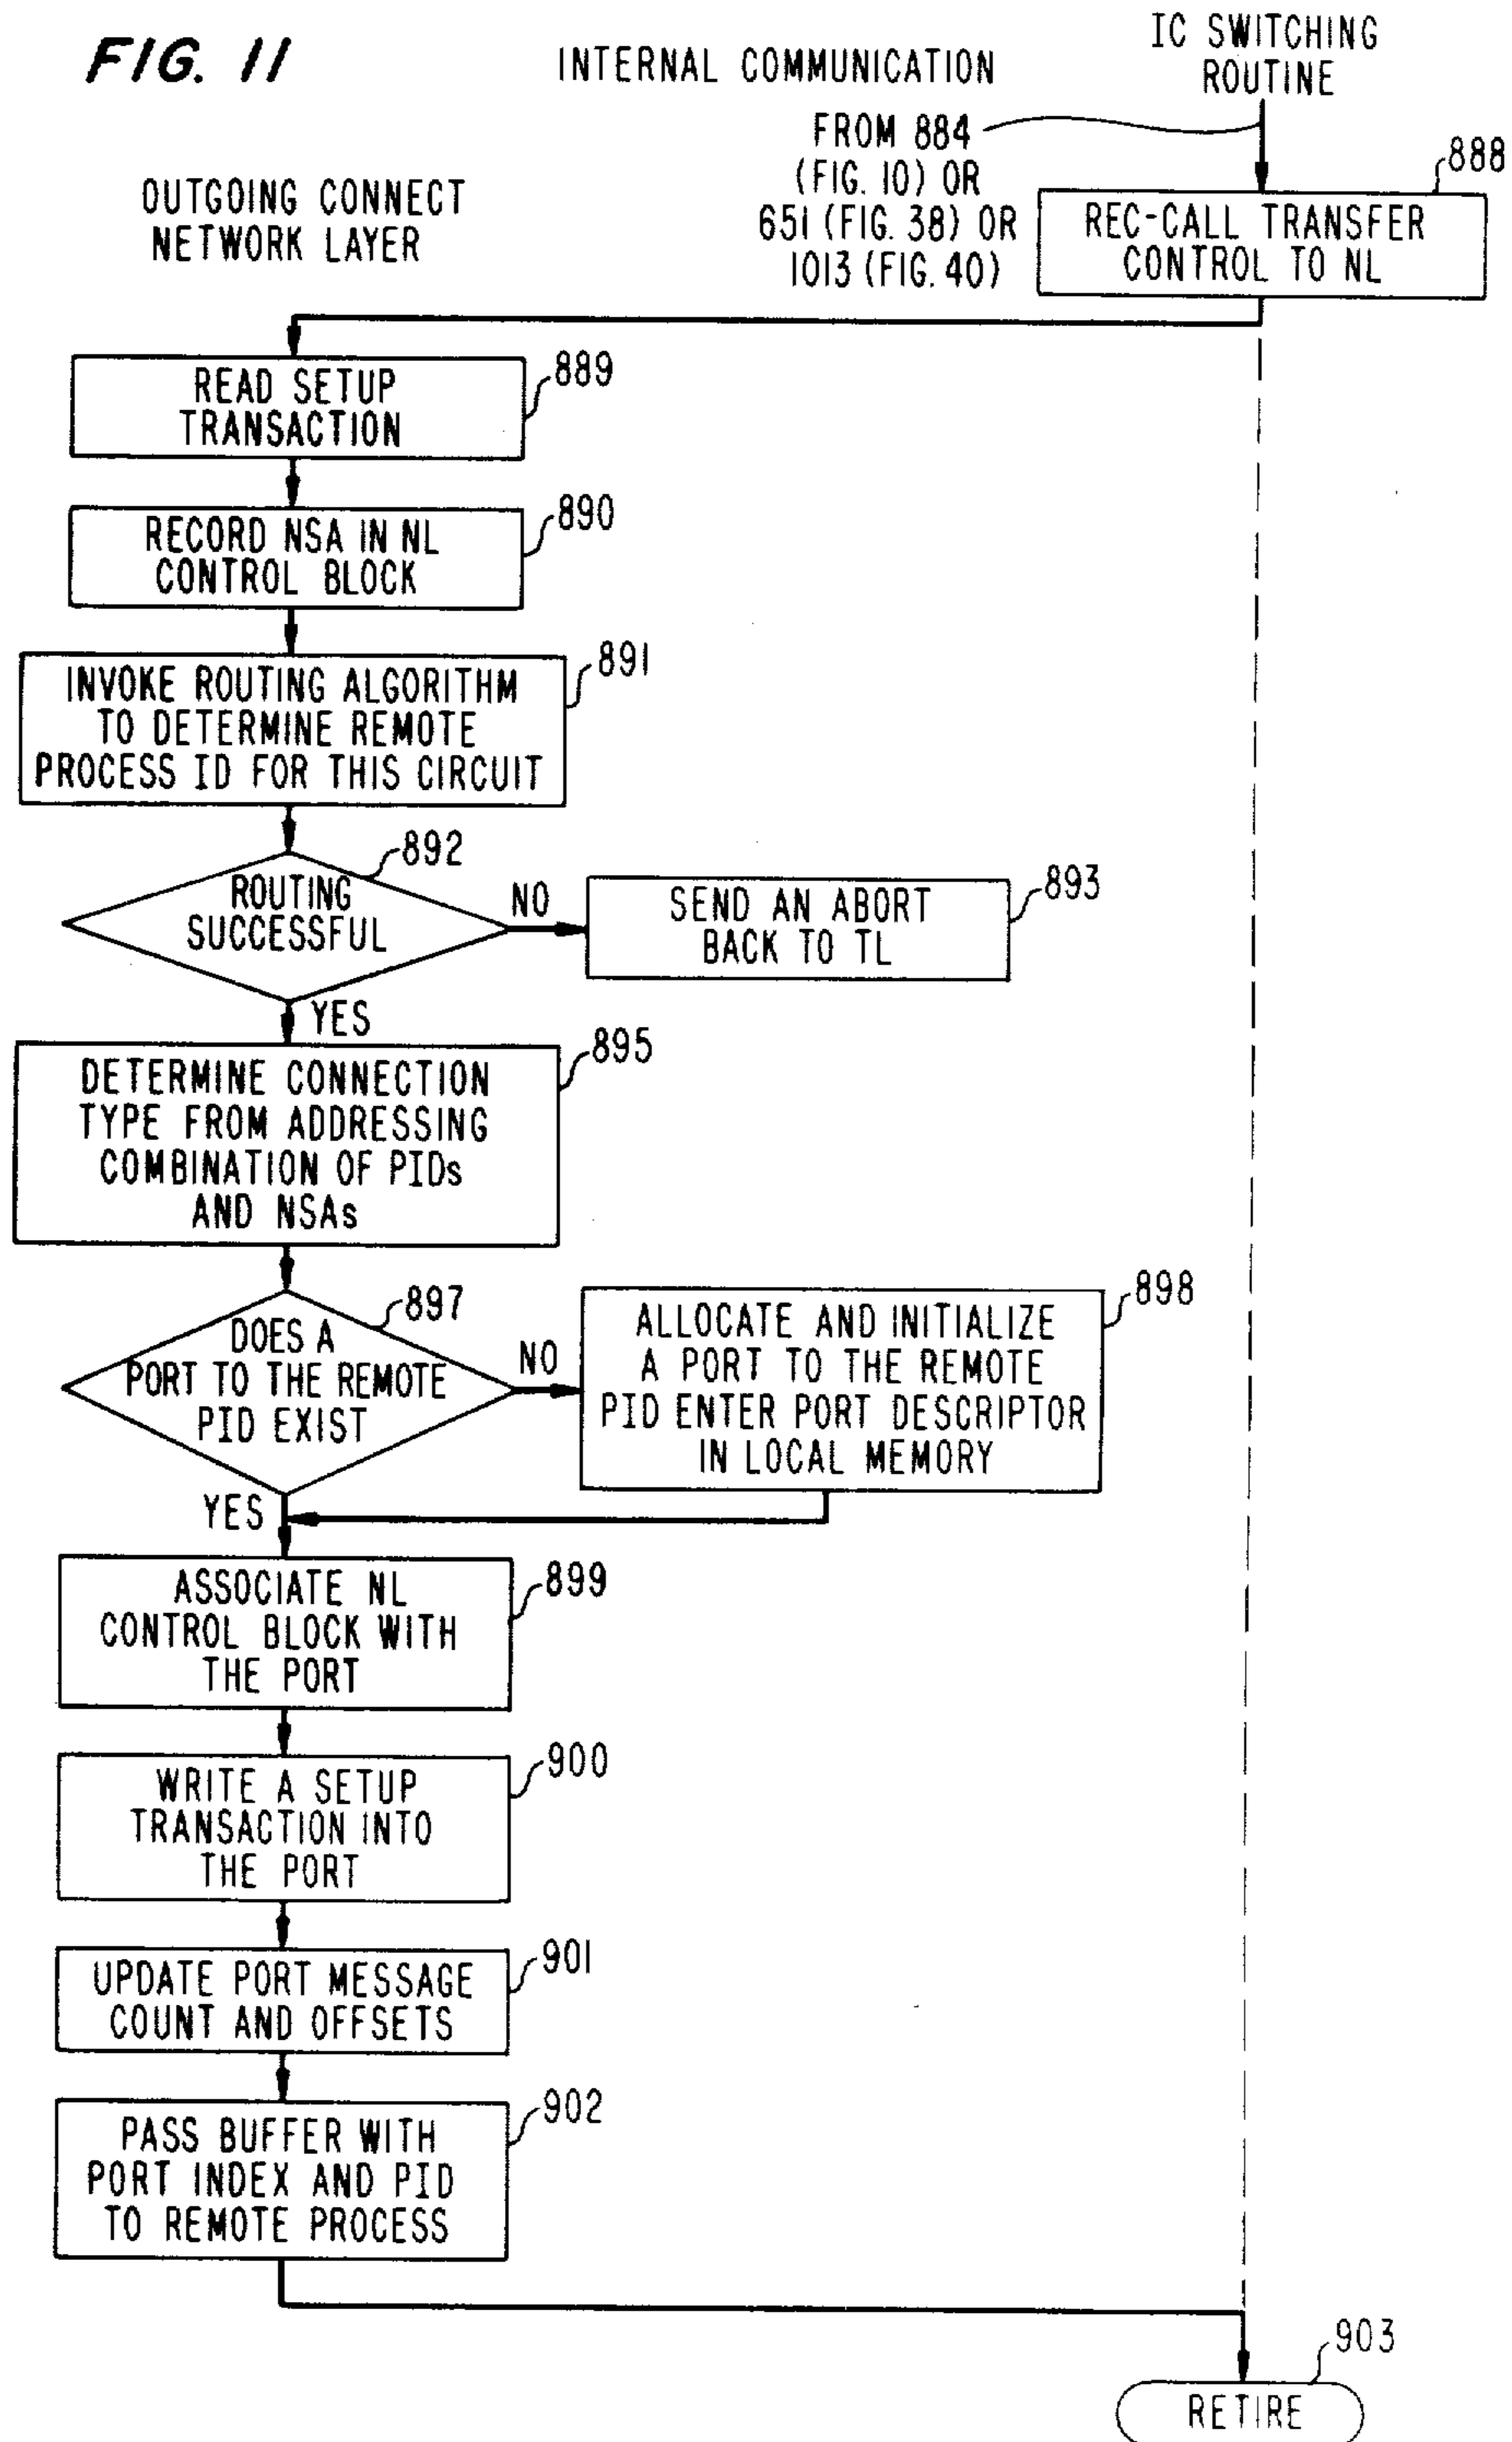 FIG. 11
INTERNAL COMMUNICATION
IC SWITCHING
ROUTINE
FROM 884
(FIG. 10) OR
651 (FIG. 38) OR
1013 (FIG. 40)
888
REC-CALL TRANSFER
CONTROL TO NL
OUTGOING CONNECT
NETWORK LAYER
889
READ SETUP
TRANSACTION
890
RECORD NSA IN NL
CONTROL BLOCK
891
INVOKE ROUTING ALGORITHM
TO DETERMINE REMOTE
PROCESS ID FOR THIS CIRCUIT
892
ROUTING
SUCCESSFUL
NO
893
SEND AN ABORT
BACK TO TL
YES
895
DETERMINE CONNECTION
TYPE FROM ADDRESSING
COMBINATION OF PIDs
AND NSAs
897
DOES A
PORT TO THE REMOTE
PID EXIST
NO
898
ALLOCATE AND INITIALIZE
A PORT TO THE REMOTE
PID ENTER PORT DESCRIPTOR
IN LOCAL MEMORY
YES
899
ASSOCIATE NL
CONTROL BLOCK WITH
THE PORT
900
WRITE A SETUP
TRANSACTION INTO
THE PORT
901
UPDATE PORT MESSAGE
COUNT AND OFFSETS
902
PASS BUFFER WITH
PORT INDEX AND PID
TO REMOTE PROCESS
903
RETIRE